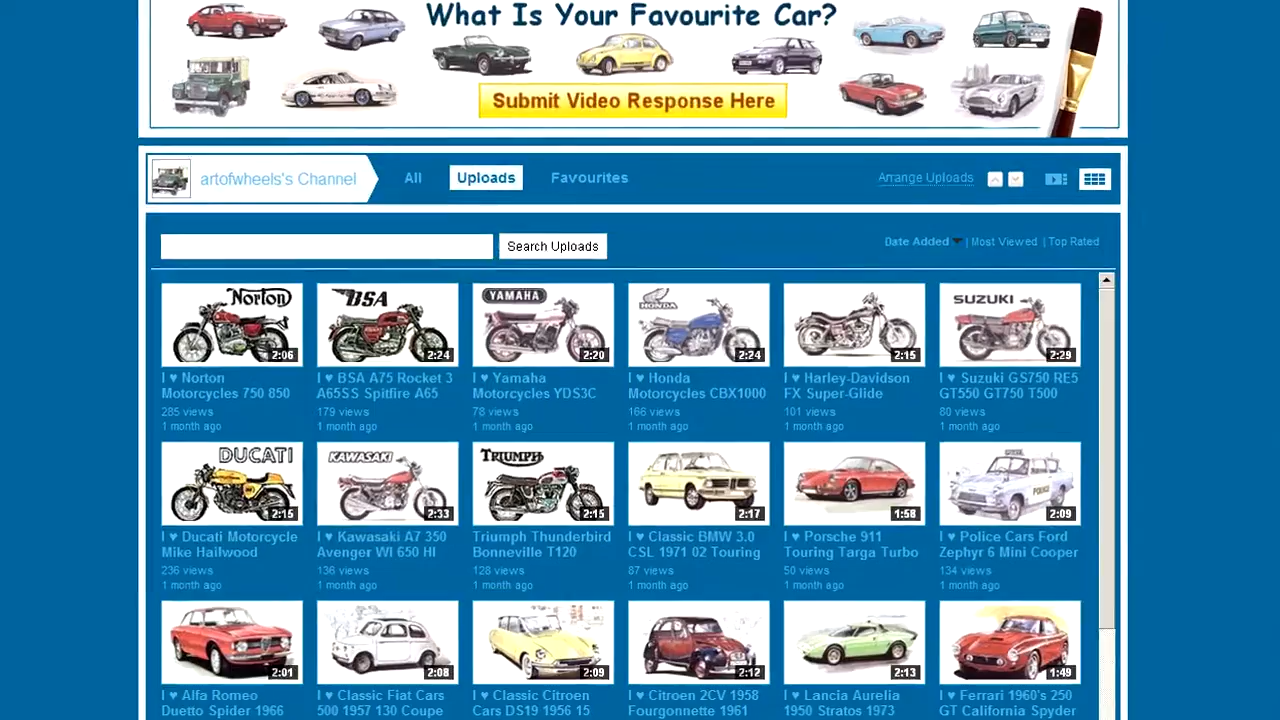 What Is Your Favourite Car?
Submit Video Response Here
artofwheels's Channel All Uploads Favourites Arrange Uploads
Search Uploads Date Added | Most Viewed | Top Rated
Norton BSA YAMAHA HONDA SUZUKI
2:06 2:24 2:20 2:24 2:15 2:29
I ♥ Norton I ♥ BSA A75 Rocket 3 I ♥ Yamaha I ♥ Honda I ♥ Harley-Davidson I ♥ Suzuki GS750 RE5
Motorcycles 750 850 A65SS Spitfire A65 Motorcycles YDS3C Motorcycles CBX1000 FX Super-Glide GT550 GT750 T500
285 views 179 views 78 views 166 views 101 views 80 views
1 month ago 1 month ago 1 month ago 1 month ago 1 month ago 1 month ago
DUCATI KAWASAKI TRIUMPH
POLICE
2:15 2:33 2:15 2:17 1:58 2:09
I ♥ Ducati Motorcycle I ♥ Kawasaki A7 350 Triumph Thunderbird I ♥ Classic BMW 3.0 I ♥ Porsche 911 I ♥ Police Cars Ford
Mike Hailwood Avenger WI 650 HI Bonneville T120 CSL 1971 02 Touring Touring Targa Turbo Zephyr 6 Mini Cooper
236 views 136 views 128 views 87 views 50 views 134 views
1 month ago 1 month ago 1 month ago 1 month ago 1 month ago 1 month ago
2:01 2:08 2:09 2:12 2:13 1:49
I ♥ Alfa Romeo I ♥ Classic Fiat Cars I ♥ Classic Citroen I ♥ Citroen 2CV 1958 I ♥ Lancia Aurelia I ♥ Ferrari 1960's 250
Duetto Spider 1966 500 1957 130 Coupe Cars DS19 1956 15 Fourgonnette 1961 1950 Stratos 1973 GT California Spyder